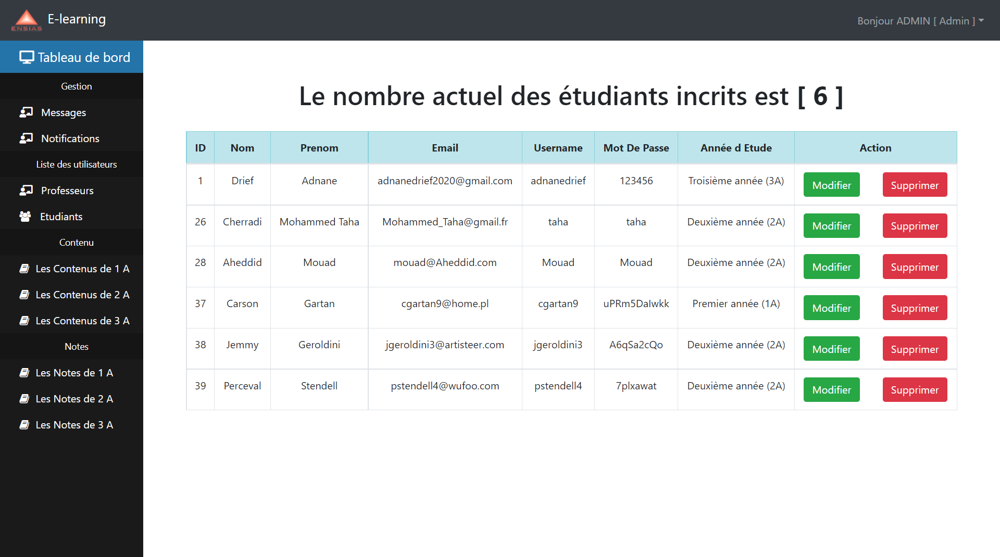 ENSIAS E-learning
Bonjour ADMIN [ Admin ]
Tableau de bord
Gestion
Messages
Notifications
Liste des utilisateurs
Professeurs
Etudiants
Contenu
Les Contenus de 1 A
Les Contenus de 2 A
Les Contenus de 3 A
Notes
Les Notes de 1 A
Les Notes de 2 A
Les Notes de 3 A
Le nombre actuel des étudiants incrits est [ 6 ]
ID Nom Prenom Email Username Mot De Passe Année d Etude Action
1 Drief Adnane adnanedrief2020@gmail.com adnanedrief 123456 Troisième année (3A) Modifier Supprimer
26 Cherradi Mohammed Taha Mohammed_Taha@gmail.fr taha taha Deuxième année (2A) Modifier Supprimer
28 Aheddid Mouad mouad@Aheddid.com Mouad Mouad Deuxième année (2A) Modifier Supprimer
37 Carson Gartan cgartan9@home.pl cgartan9 uPRm5DaIwkk Premier année (1A) Modifier Supprimer
38 Jemmy Geroldini jgeroldini3@artisteer.com jgeroldini3 A6qSa2cQo Deuxième année (2A) Modifier Supprimer
39 Perceval Stendell pstendell4@wufoo.com pstendell4 7plxawat Deuxième année (2A) Modifier Supprimer